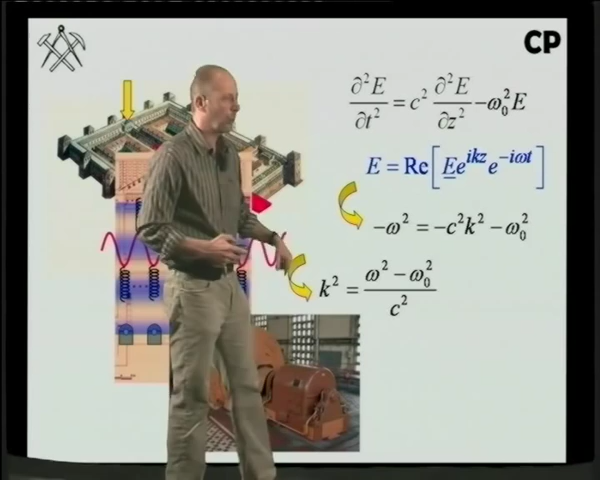 CP
∂²E/∂t² = c² ∂²E/∂z² − ω₀²E
E = Re[E̲e^{ikz}e^{−iωt}]
−ω² = −c²k² − ω₀²
k² = (ω² − ω₀²)/c²